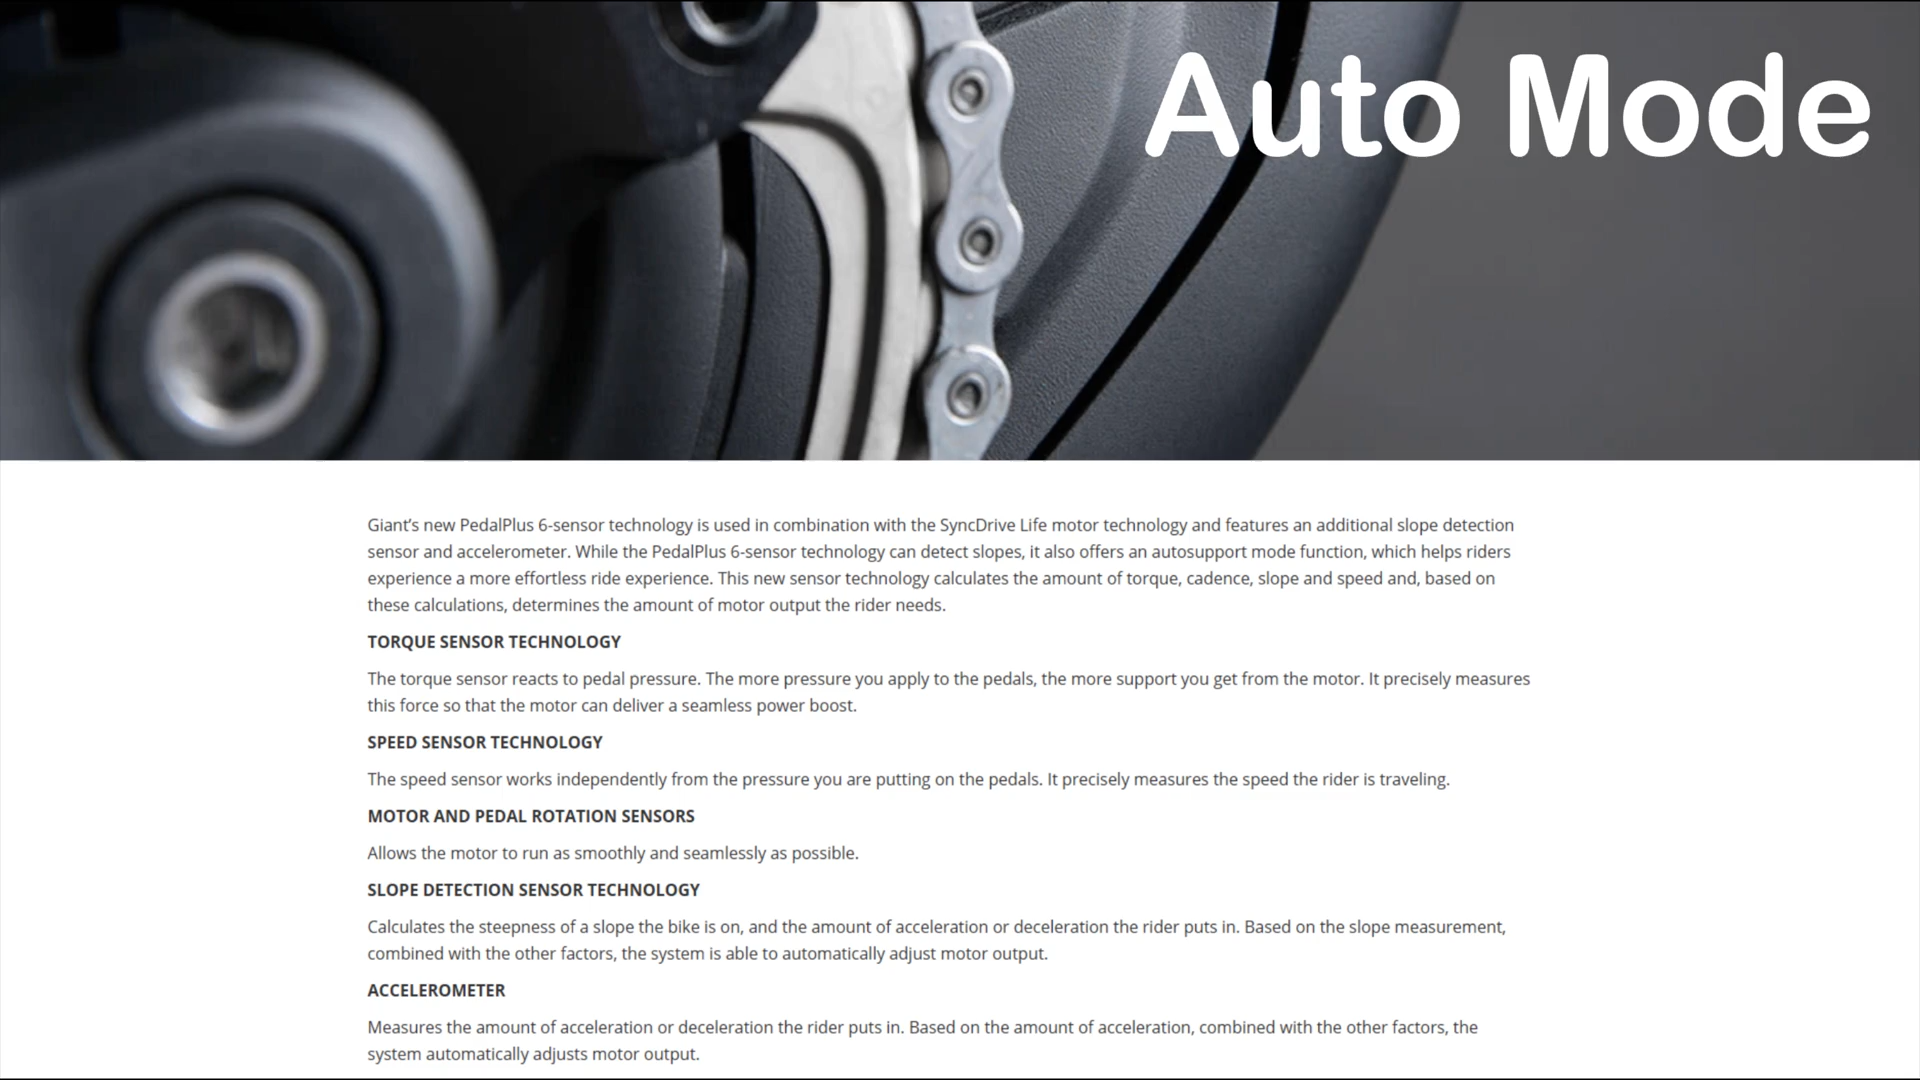 Auto Mode
Giant’s new PedalPlus 6-sensor technology is used in combination with the SyncDrive Life motor technology and features an additional slope detection
sensor and accelerometer. While the PedalPlus 6-sensor technology can detect slopes, it also offers an autosupport mode function, which helps riders
experience a more effortless ride experience. This new sensor technology calculates the amount of torque, cadence, slope and speed and, based on
these calculations, determines the amount of motor output the rider needs.
TORQUE SENSOR TECHNOLOGY
The torque sensor reacts to pedal pressure. The more pressure you apply to the pedals, the more support you get from the motor. It precisely measures
this force so that the motor can deliver a seamless power boost.
SPEED SENSOR TECHNOLOGY
The speed sensor works independently from the pressure you are putting on the pedals. It precisely measures the speed the rider is traveling.
MOTOR AND PEDAL ROTATION SENSORS
Allows the motor to run as smoothly and seamlessly as possible.
SLOPE DETECTION SENSOR TECHNOLOGY
Calculates the steepness of a slope the bike is on, and the amount of acceleration or deceleration the rider puts in. Based on the slope measurement,
combined with the other factors, the system is able to automatically adjust motor output.
ACCELEROMETER
Measures the amount of acceleration or deceleration the rider puts in. Based on the amount of acceleration, combined with the other factors, the
system automatically adjusts motor output.